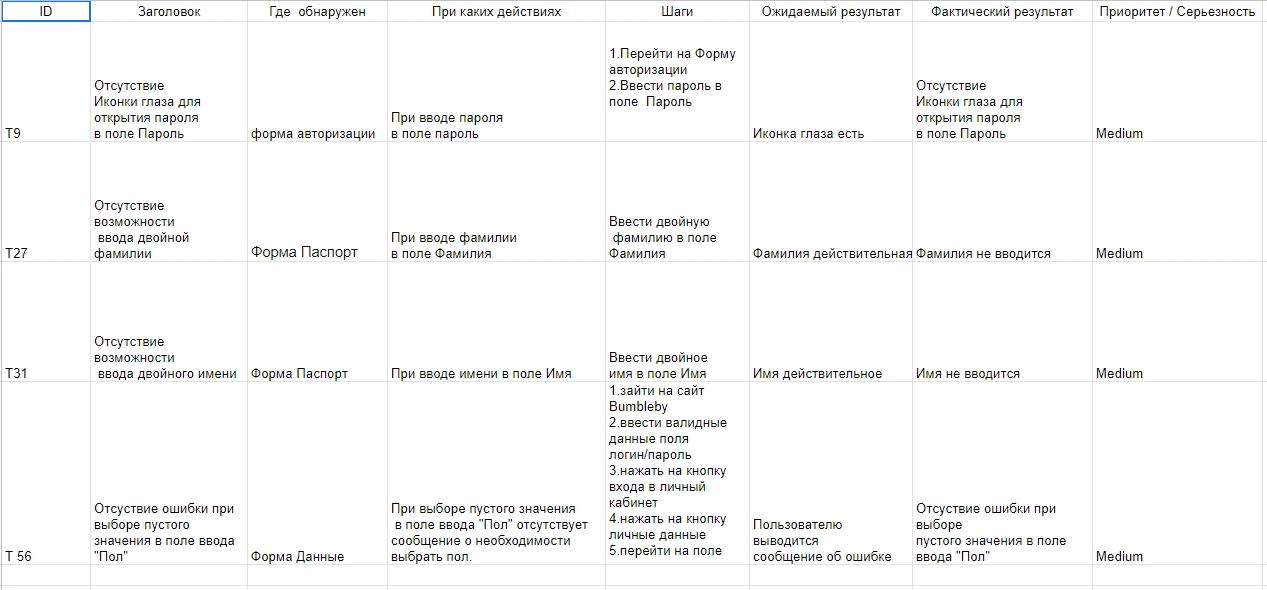 ID
Заголовок
Где обнаружен
При каких действиях
Шаги
Ожидаемый результат
Фактический результат
Приоритет / Серьезность
T9
Отсутствие
Иконки глаза для
открытия пароля
в поле Пароль
форма авторизации
При вводе пароля
в поле пароль
1.Перейти на Форму
авторизации
2.Ввести пароль в
поле Пароль
Иконка глаза есть
Отсутствие
Иконки глаза для
открытия пароля
в поле Пароль
Medium
T27
Отсутствие
возможности
ввода двойной
фамилии
Форма Паспорт
При вводе фамилии
в поле Фамилия
Ввести двойную
фамилию в поле
Фамилия
Фамилия действительная
Фамилия не вводится
Medium
T31
Отсутствие
возможности
ввода двойного имени
Форма Паспорт
При вводе имени в поле Имя
Ввести двойное
имя в поле Имя
Имя действительное
Имя не вводится
Medium
T 56
Отсуствие ошибки при
выборе пустого
значения в поле ввода
"Пол"
Форма Данные
При выборе пустого значения
в поле ввода "Пол" отсутствует
сообщение о необходимости
выбрать пол.
1.зайти на сайт
Bumbleby
2.ввести валидные
данные поля
логин/пароль
3.нажать на кнопку
входа в личный
кабинет
4.нажать на кнопку
личные данные
5.перейти на поле
Пользователю
выводится
сообщение об ошибке
Отсуствие ошибки при
выборе
пустого значения в поле
ввода "Пол"
Medium